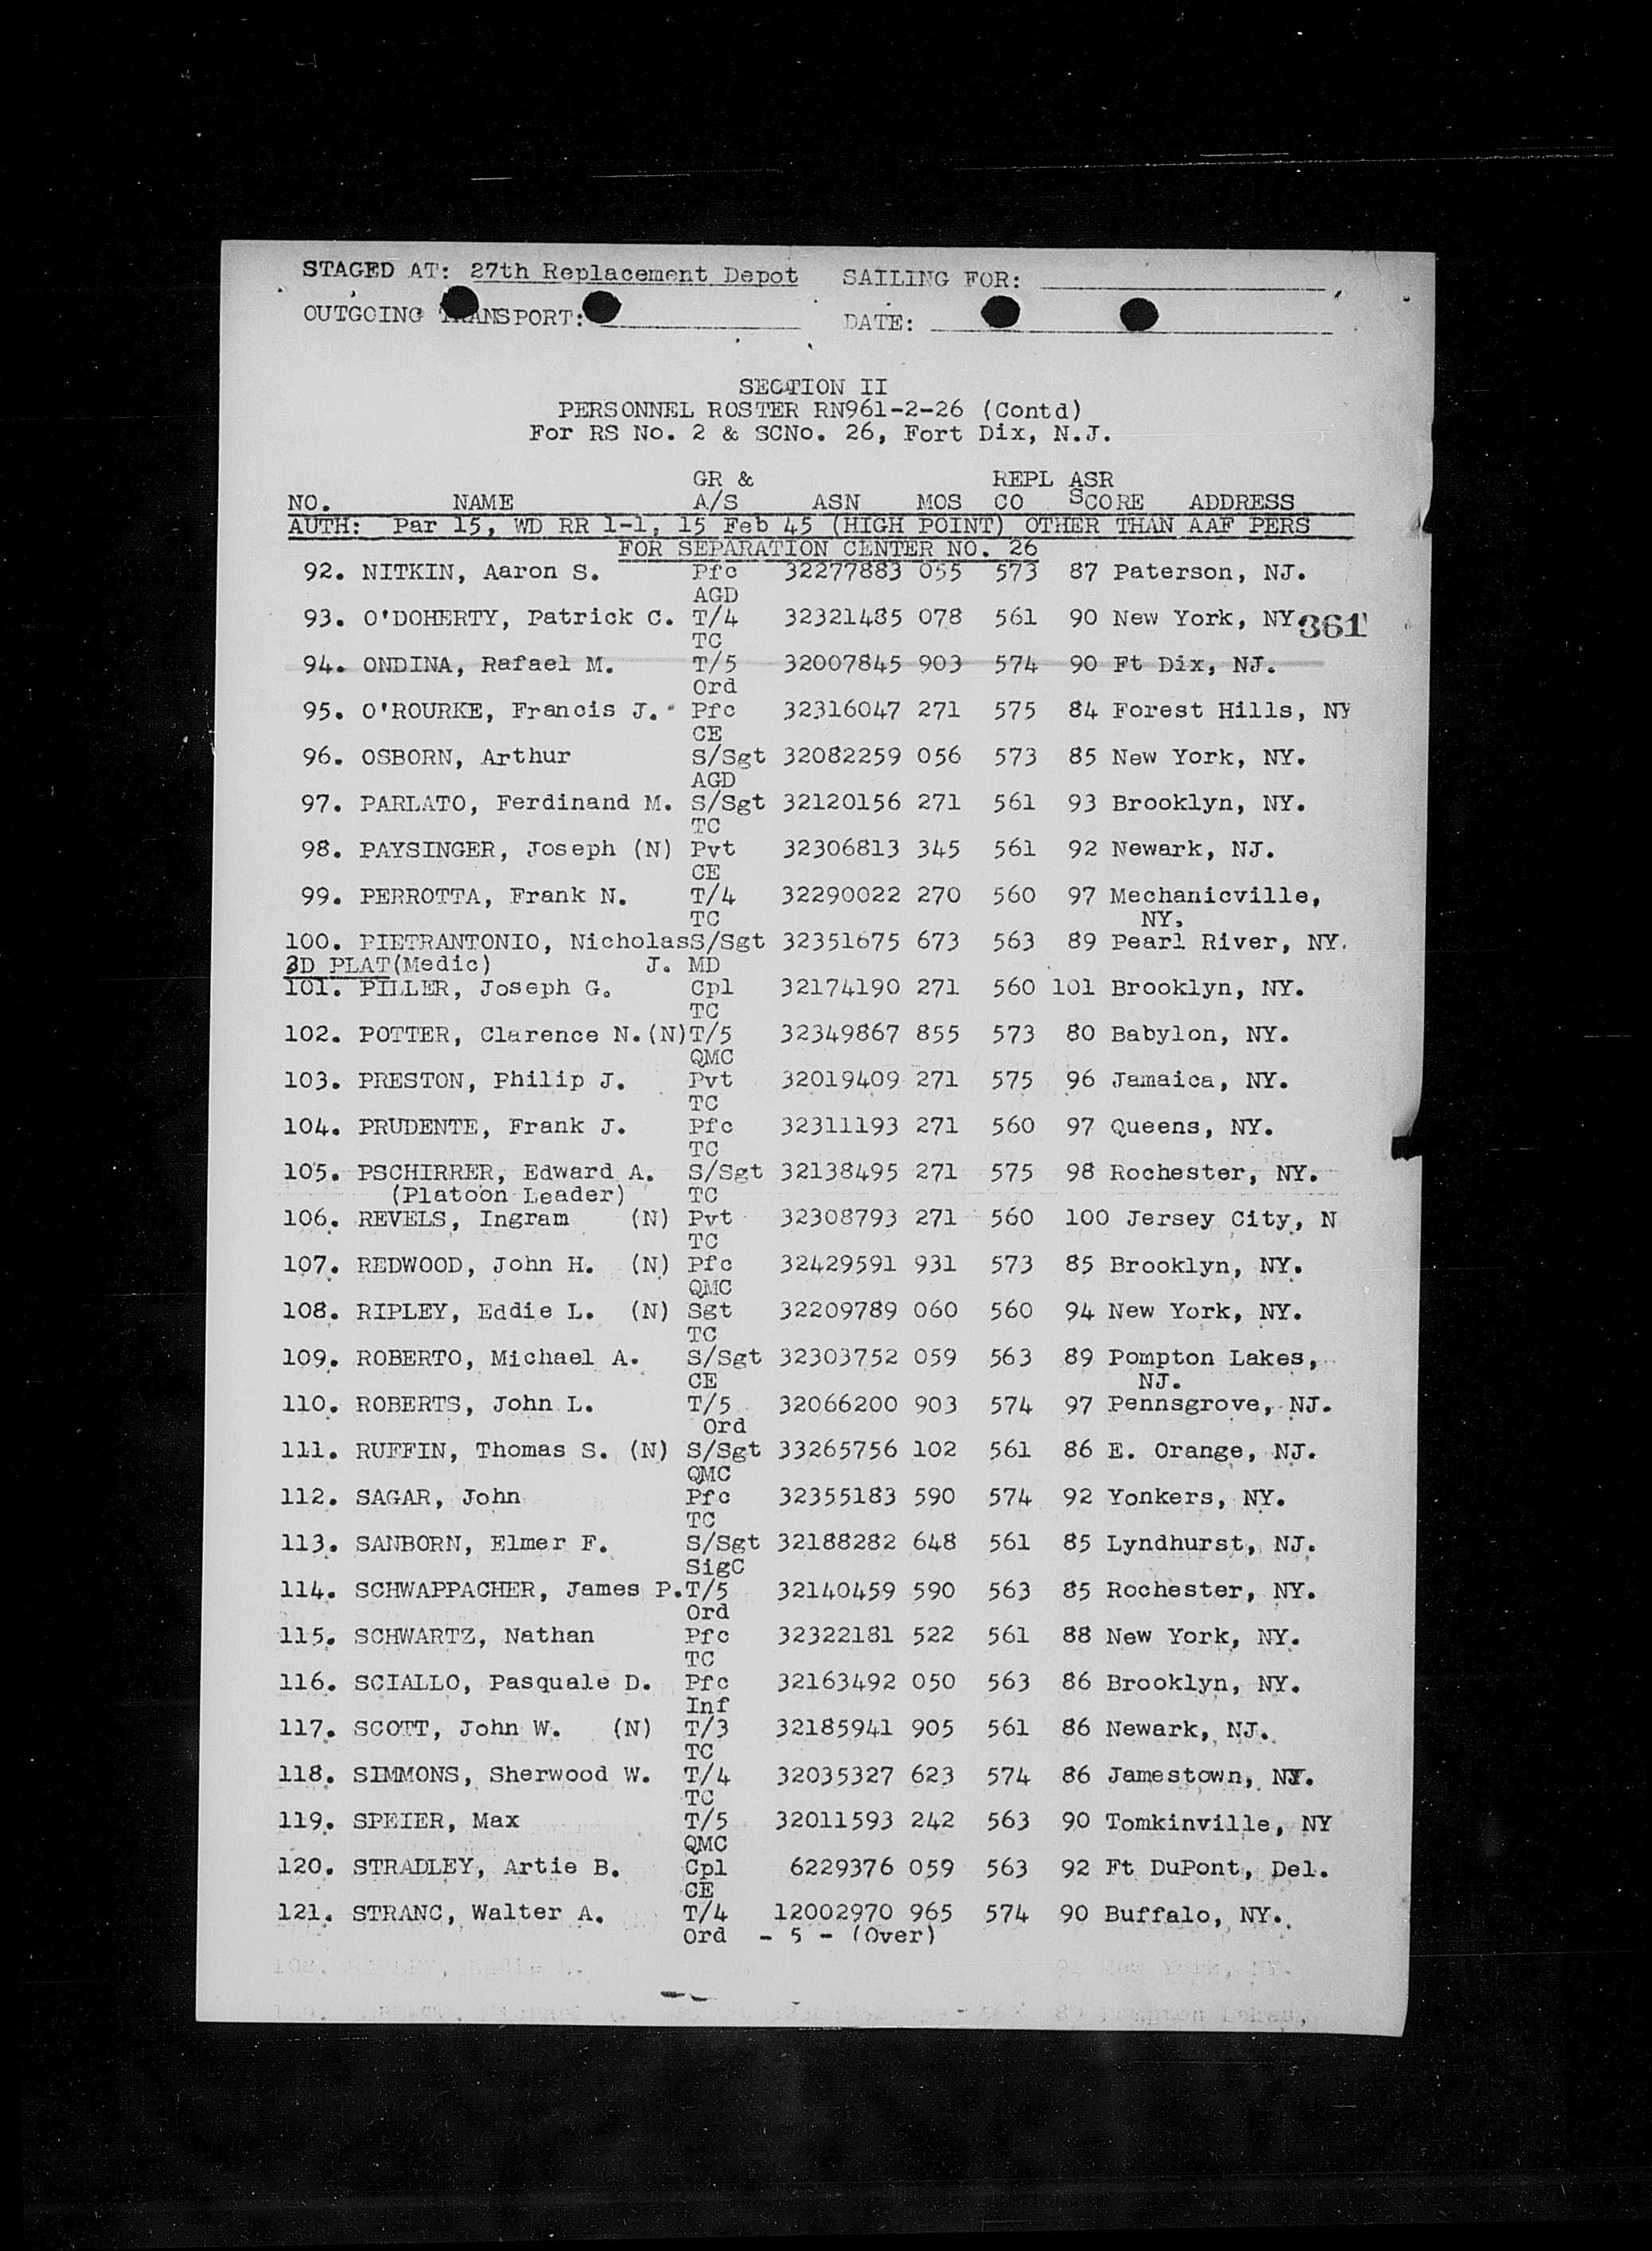 STAGED AT: 27th Replacement Depot SAILING FOR:
OUTGOING TRANSPORT: DATE:
SECTION II
PERSONNEL ROSTER RN961-2-26 (Contd)
For RS No. 2 & SCNo. 26, Fort Dix, N.J.
GR & REPL ASR
NO. NAME A/S ASN MOS CO SCORE ADDRESS
AUTH: Par 15, WD RR 1-1, 15 Feb 45 (HIGH POINT) OTHER THAN AAF PERS
FOR SEPARATION CENTER NO. 26
92. NITKIN, Aaron S. Pfc 32277883 055 573 87 Paterson, NJ.
AGD
93. O'DOHERTY, Patrick C. T/4 32321485 078 561 90 New York, NY 361
TC
94. ONDINA, Rafael M. T/5 32007845 903 574 90 Ft Dix, NJ.
Ord
95. O'ROURKE, Francis J. Pfc 32316047 271 575 84 Forest Hills, NY
CE
96. OSBORN, Arthur S/Sgt 32082259 056 573 85 New York, NY.
AGD
97. PARLATO, Ferdinand M. S/Sgt 32120156 271 561 93 Brooklyn, NY.
TC
98. PAYSINGER, Joseph (N) Pvt 32306813 345 561 92 Newark, NJ.
CE
99. PERROTTA, Frank N. T/4 32290022 270 560 97 Mechanicville,
TC NY.
100. PIETRANTONIO, Nicholas S/Sgt 32351675 673 563 89 Pearl River, NY.
3D PLAT(Medic) J. MD
101. PILLER, Joseph G. Cpl 32174190 271 560 101 Brooklyn, NY.
TC
102. POTTER, Clarence N.(N) T/5 32349867 855 573 80 Babylon, NY.
QMC
103. PRESTON, Philip J. Pvt 32019409 271 575 96 Jamaica, NY.
TC
104. PRUDENTE, Frank J. Pfc 32311193 271 560 97 Queens, NY.
TC
105. PSCHIRRER, Edward A. S/Sgt 32138495 271 575 98 Rochester, NY.
(Platoon Leader) TC
106. REVELS, Ingram (N) Pvt 32308793 271 560 100 Jersey City, N
TC
107. REDWOOD, John H. (N) Pfc 32429591 931 573 85 Brooklyn, NY.
QMC
108. RIPLEY, Eddie L. (N) Sgt 32209789 060 560 94 New York, NY.
TC
109. ROBERTO, Michael A. S/Sgt 32303752 059 563 89 Pompton Lakes,
CE NJ.
110. ROBERTS, John L. T/5 32066200 903 574 97 Pennsgrove, NJ.
Ord
111. RUFFIN, Thomas S. (N) S/Sgt 33265756 102 561 86 E. Orange, NJ.
QMC
112. SAGAR, John Pfc 32355183 590 574 92 Yonkers, NY.
TC
113. SANBORN, Elmer F. S/Sgt 32188282 648 561 85 Lyndhurst, NJ.
SigC
114. SCHWAPPACHER, James P. T/5 32140459 590 563 85 Rochester, NY.
Ord
115. SCHWARTZ, Nathan Pfc 32322181 522 561 88 New York, NY.
TC
116. SCIALLO, Pasquale D. Pfc 32163492 050 563 86 Brooklyn, NY.
Inf
117. SCOTT, John W. (N) T/3 32185941 905 561 86 Newark, NJ.
TC
118. SIMMONS, Sherwood W. T/4 32035327 623 574 86 Jamestown, NY.
TC
119. SPEIER, Max T/5 32011593 242 563 90 Tomkinville, NY
QMC
120. STRADLEY, Artie B. Cpl 6229376 059 563 92 Ft DuPont, Del.
CE
121. STRANC, Walter A. T/4 12002970 965 574 90 Buffalo, NY.
Ord - 5 - (Over)